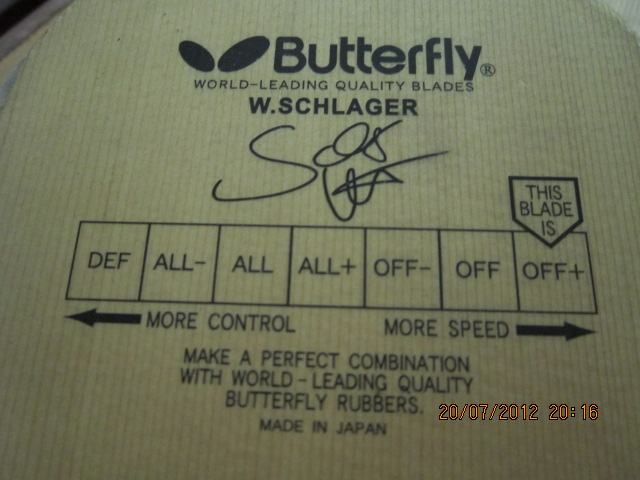 Butterfly®
WORLD-LEADING QUALITY BLADES
W.SCHLAGER
THIS
BLADE
IS
DEF ALL- ALL ALL+ OFF- OFF OFF+
MORE CONTROL MORE SPEED
MAKE A PERFECT COMBINATION
WITH WORLD-LEADING QUALITY
BUTTERFLY RUBBERS.
MADE IN JAPAN
20/07/2012 20:16